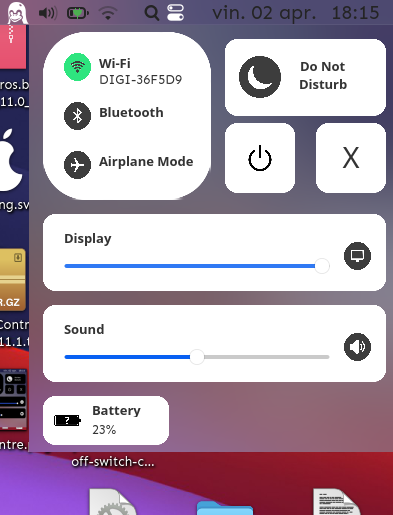 vin. 02 apr. 18:15
Wi-Fi
DIGI-36F5D9
Do Not
Disturb
Bluetooth
Airplane Mode
X
ros.b
11.0_
Display
ng.sv
R.GZ
Contr
11.1.t
Sound
Battery
?
23%
ntre.p
off-switch-c...